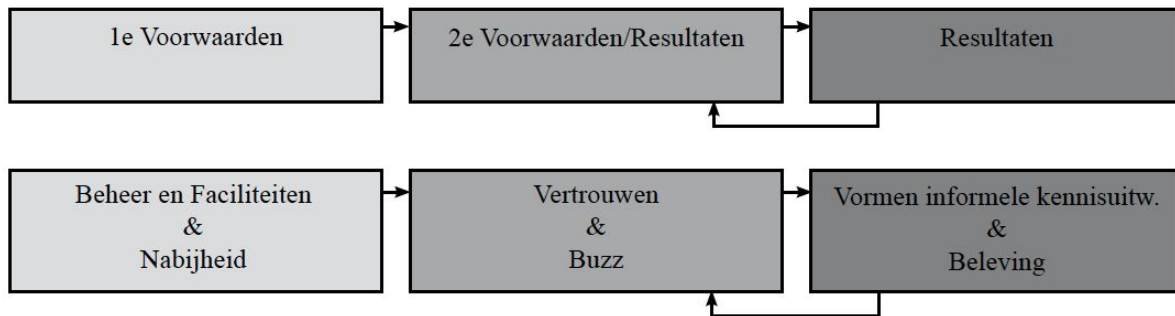 1e Voorwaarden
2e Voorwaarden/Resultaten
Resultaten
Beheer en Faciliteiten
&
Nabijheid
Vertrouwen
&
Buzz
Vormen informele kennisuitw.
&
Beleving